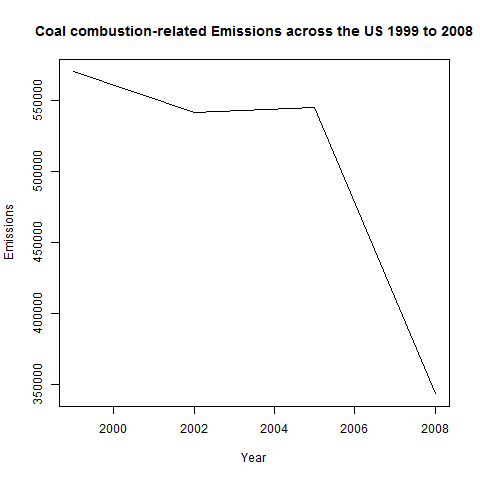 Coal combustion-related Emissions across the US 1999 to 2008
Emissions
550000
500000
450000
400000
350000
2000 2002 2004 2006 2008
Year